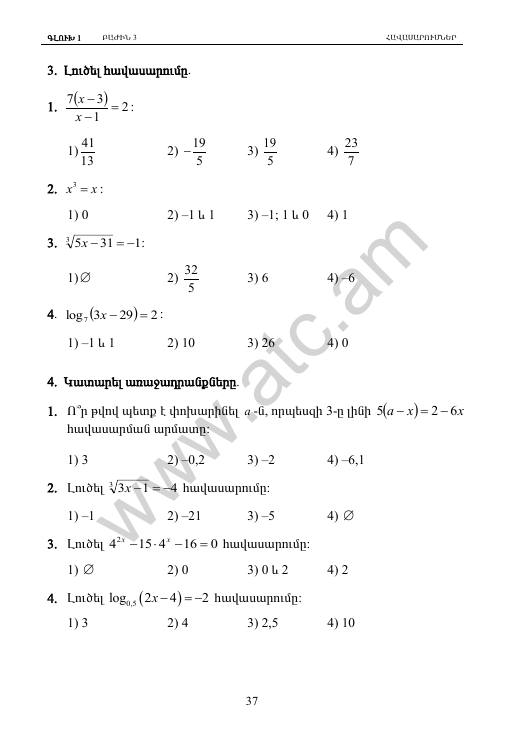 ԳԼՈՒԽ 1 ԲԱԺԻՆ 3 ՀԱՎԱՍԱՐՈՒՄՆԵՐ
3. Լուծել հավասարումը.
1. 7(x − 3)/(x − 1) = 2 :
1) 41/13 2) −19/5 3) 19/5 4) 23/7
2. x³ = x :
1) 0 2) –1 և 1 3) –1; 1 և 0 4) 1
3. ∛(5x − 31) = −1:
1) ∅ 2) 32/5 3) 6 4) –6
4. log₇(3x − 29) = 2 :
1) –1 և 1 2) 10 3) 26 4) 0
4. Կատարել առաջադրանքները.
1. Ո՞ր թվով պետք է փոխարինել a -ն, որպեսզի 3-ը լինի 5(a − x) = 2 − 6x
հավասարման արմատը:
1) 3 2) –0,2 3) –2 4) –6,1
2. Լուծել ∛(3x − 1) = −4 հավասարումը:
1) –1 2) –21 3) –5 4) ∅
3. Լուծել 4²ˣ − 15 · 4ˣ − 16 = 0 հավասարումը:
1) ∅ 2) 0 3) 0 և 2 4) 2
4. Լուծել log₀,₅ (2x − 4) = −2 հավասարումը:
1) 3 2) 4 3) 2,5 4) 10
www.atc.am
37